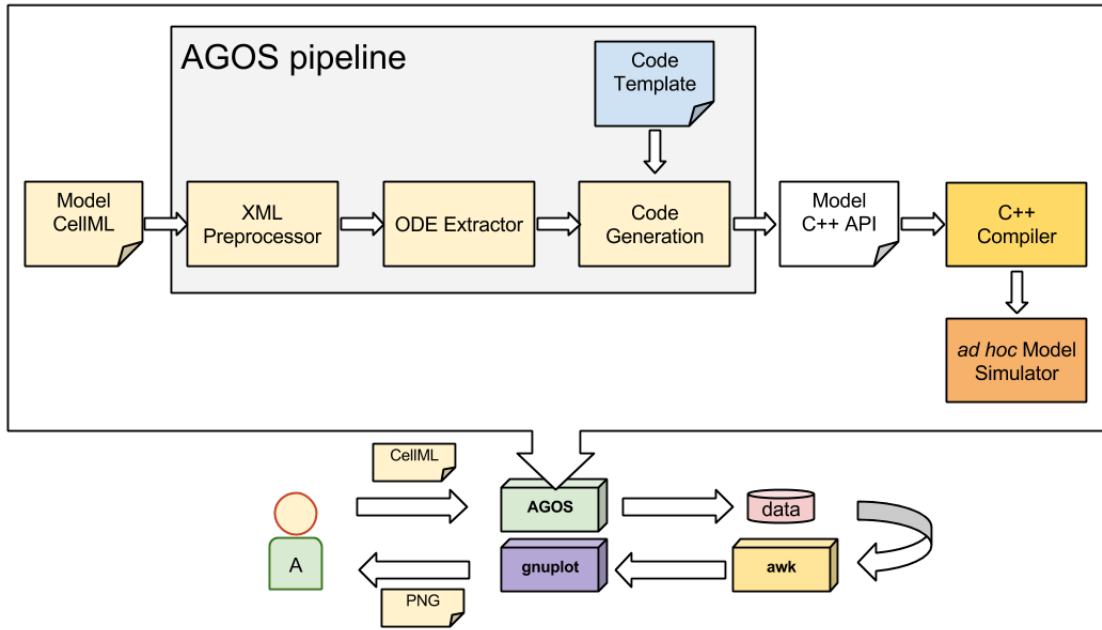 AGOS pipeline
Code
Template
Model
CellML
XML
Preprocessor
ODE Extractor
Code
Generation
Model
C++ API
C++
Compiler
ad hoc Model
Simulator
CellML
AGOS
data
A
gnuplot
awk
PNG